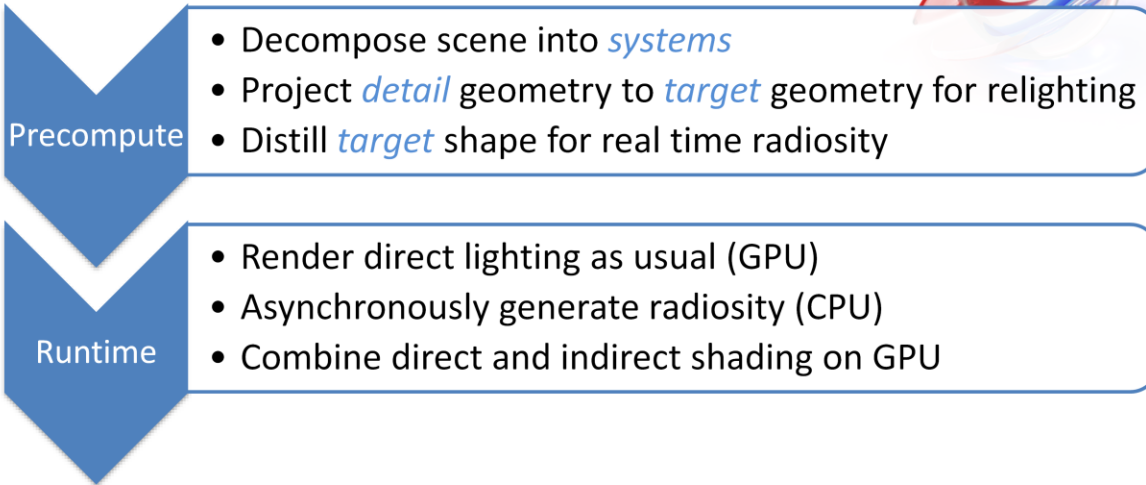 Precompute
• Decompose scene into systems
• Project detail geometry to target geometry for relighting
• Distill target shape for real time radiosity
Runtime
• Render direct lighting as usual (GPU)
• Asynchronously generate radiosity (CPU)
• Combine direct and indirect shading on GPU